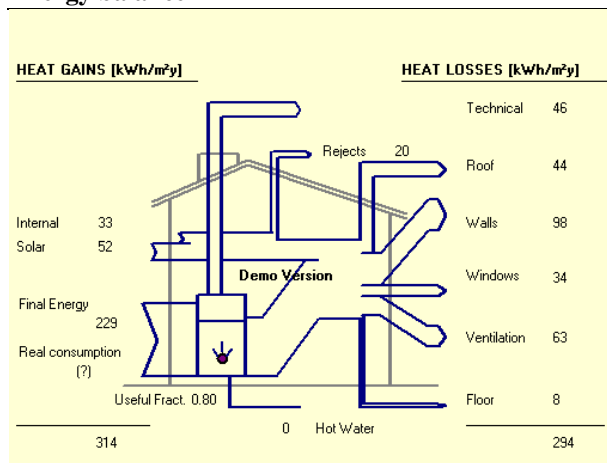 HEAT GAINS [kWh/m²y] HEAT LOSSES [kWh/m²y]
Technical 46
Rejects 20
Roof 44
Internal 33
Walls 98
Solar 52
Demo Version
Windows 34
Final Energy
229
Ventilation 63
Real consumption
(?)
Useful Fract. 0.80
Floor 8
0 Hot Water
314 294